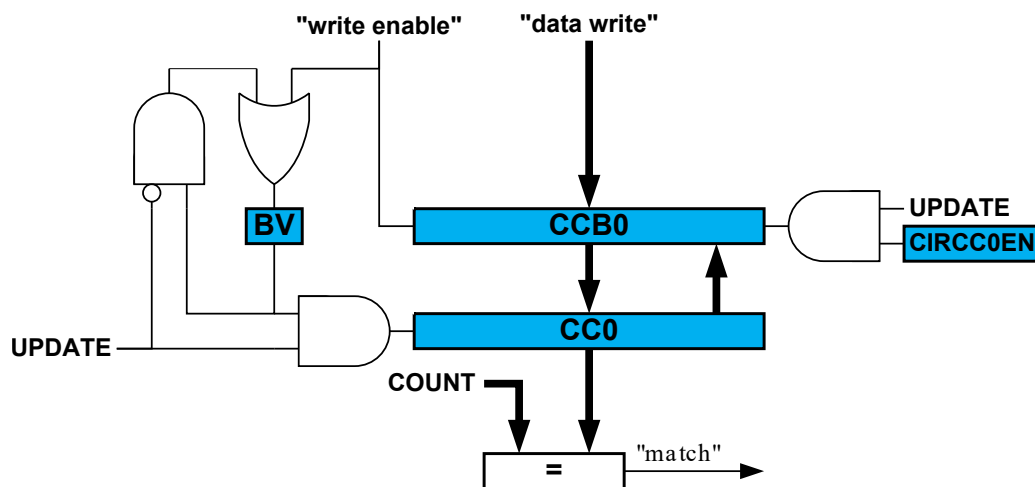 "write enable"
"data write"
BV
CCB0
UPDATE
CIRCC0EN
CC0
UPDATE
COUNT
=
"match"